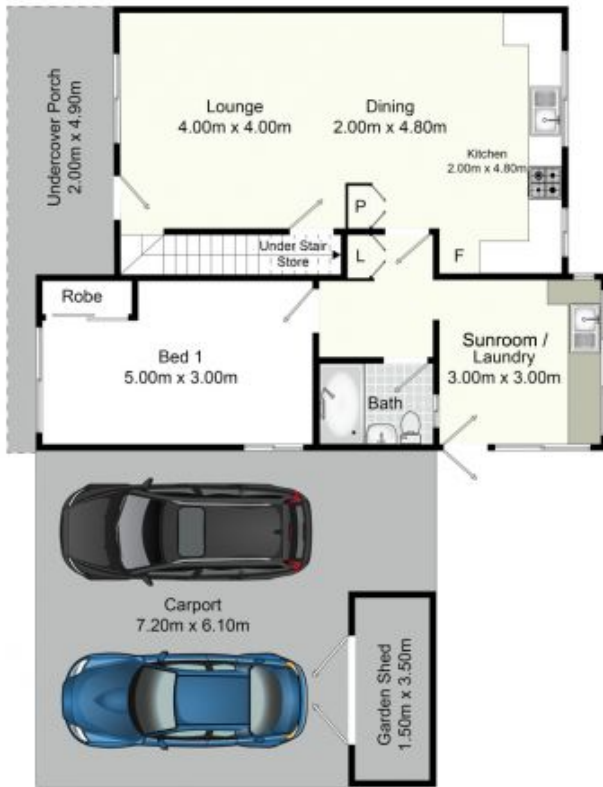 Undercover Porch
2.00m x 4.90m
Lounge
4.00m x 4.00m
Dining
2.00m x 4.80m
Kitchen
2.00m x 4.80m
P
Under Stair
Store
L
F
Robe
Bed 1
5.00m x 3.00m
Sunroom /
Laundry
3.00m x 3.00m
Bath
Carport
7.20m x 6.10m
Garden Shed
1.50m x 3.50m